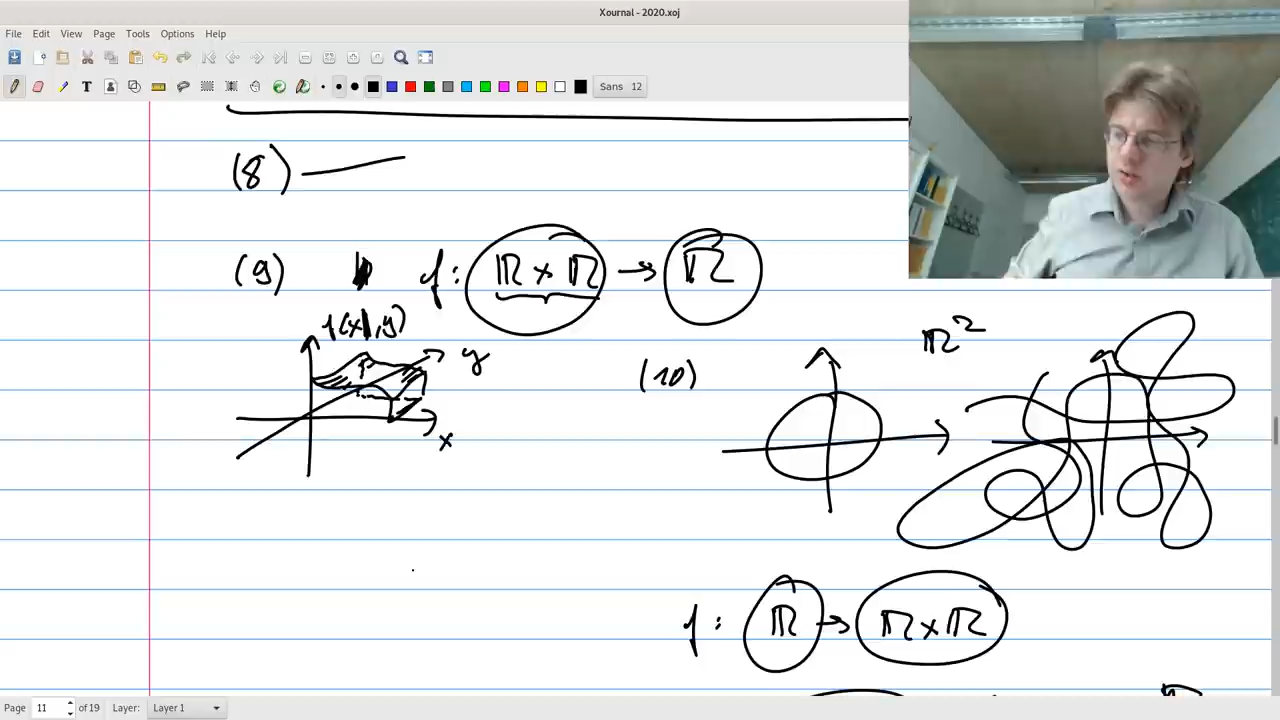 Xournal - 2020.xoj
File Edit View Page Tools Options Help
Sans 12
(8)
(9) f: ℝ × ℝ → ℝ
f(x,y)
y
x
(10)
ℝ²
f: ℝ → ℝ×ℝ
Page 11 of 19 Layer: Layer 1